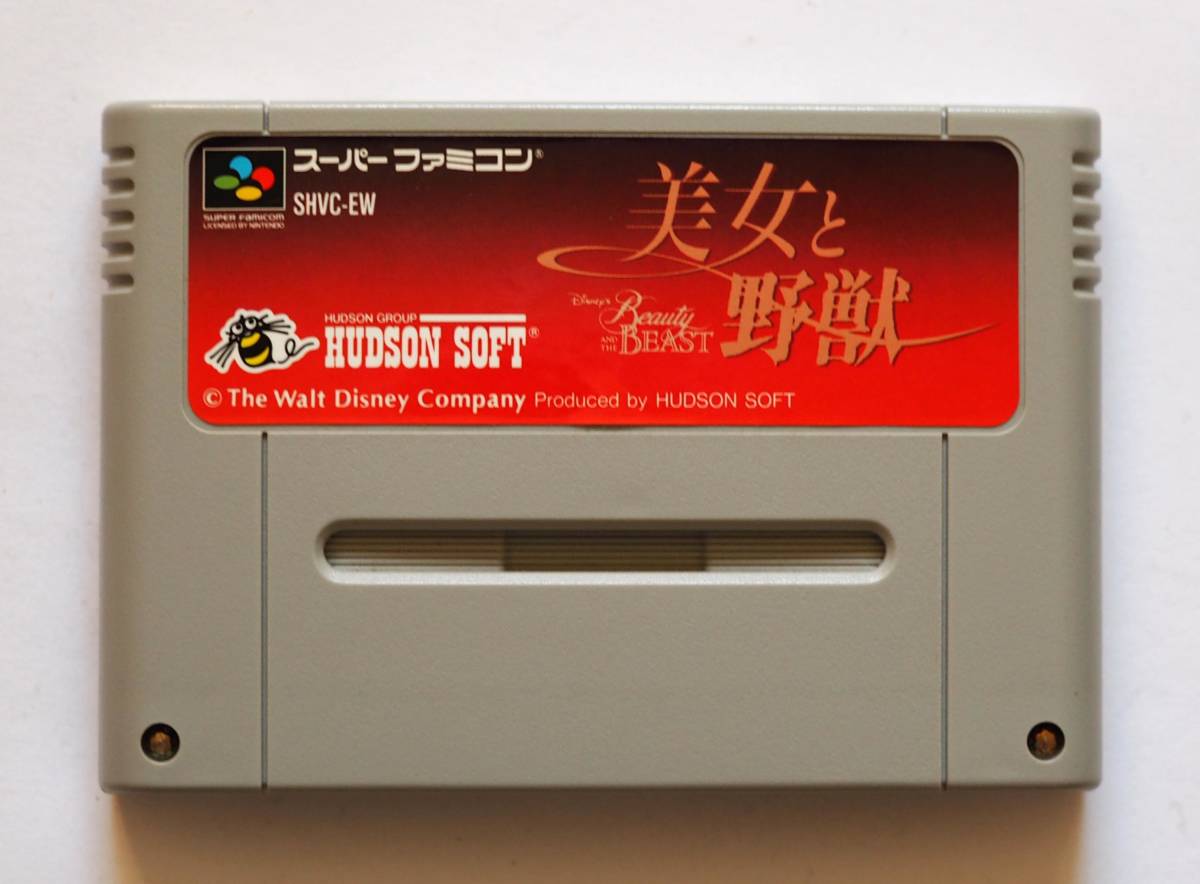 スーパーファミコン®
SHVC-EW
SUPER FAMICOM
LICENSED BY NINTENDO
美女と
野獣
DISNEY'S
Beauty
AND THE BEAST
HUDSON GROUP
HUDSON SOFT®
© The Walt Disney Company Produced by HUDSON SOFT